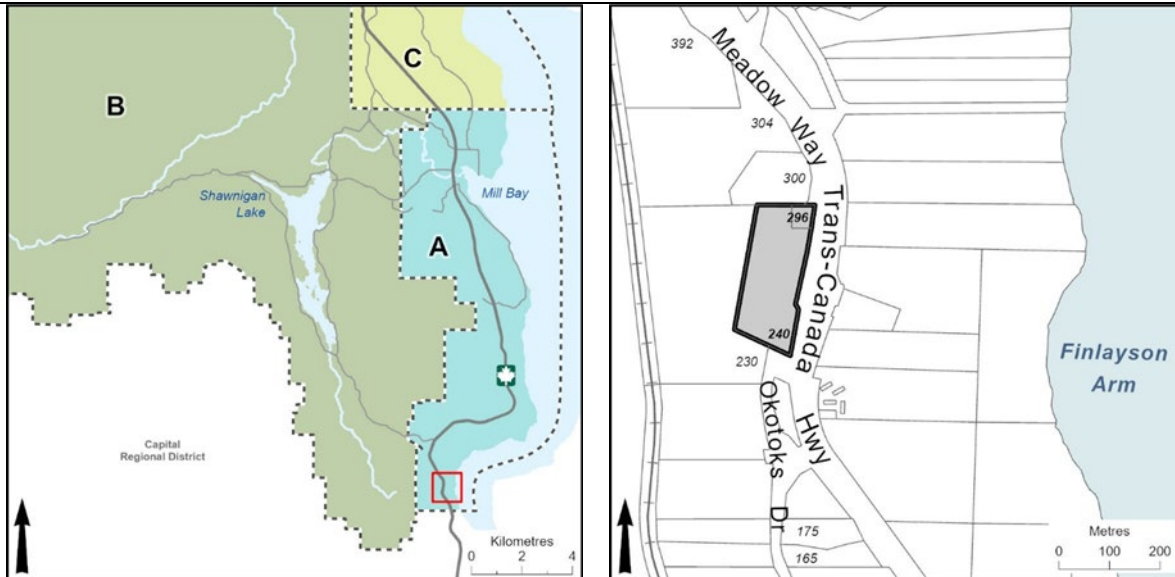 C
B
Shawnigan
Lake
Mill Bay
A
Capital
Regional District
Kilometres
0 2 4
392
Meadow Way
304
300
296
Trans-Canada
Hwy
240
230
Finlayson
Arm
Okotoks Dr
175
165
Metres
0 100 200